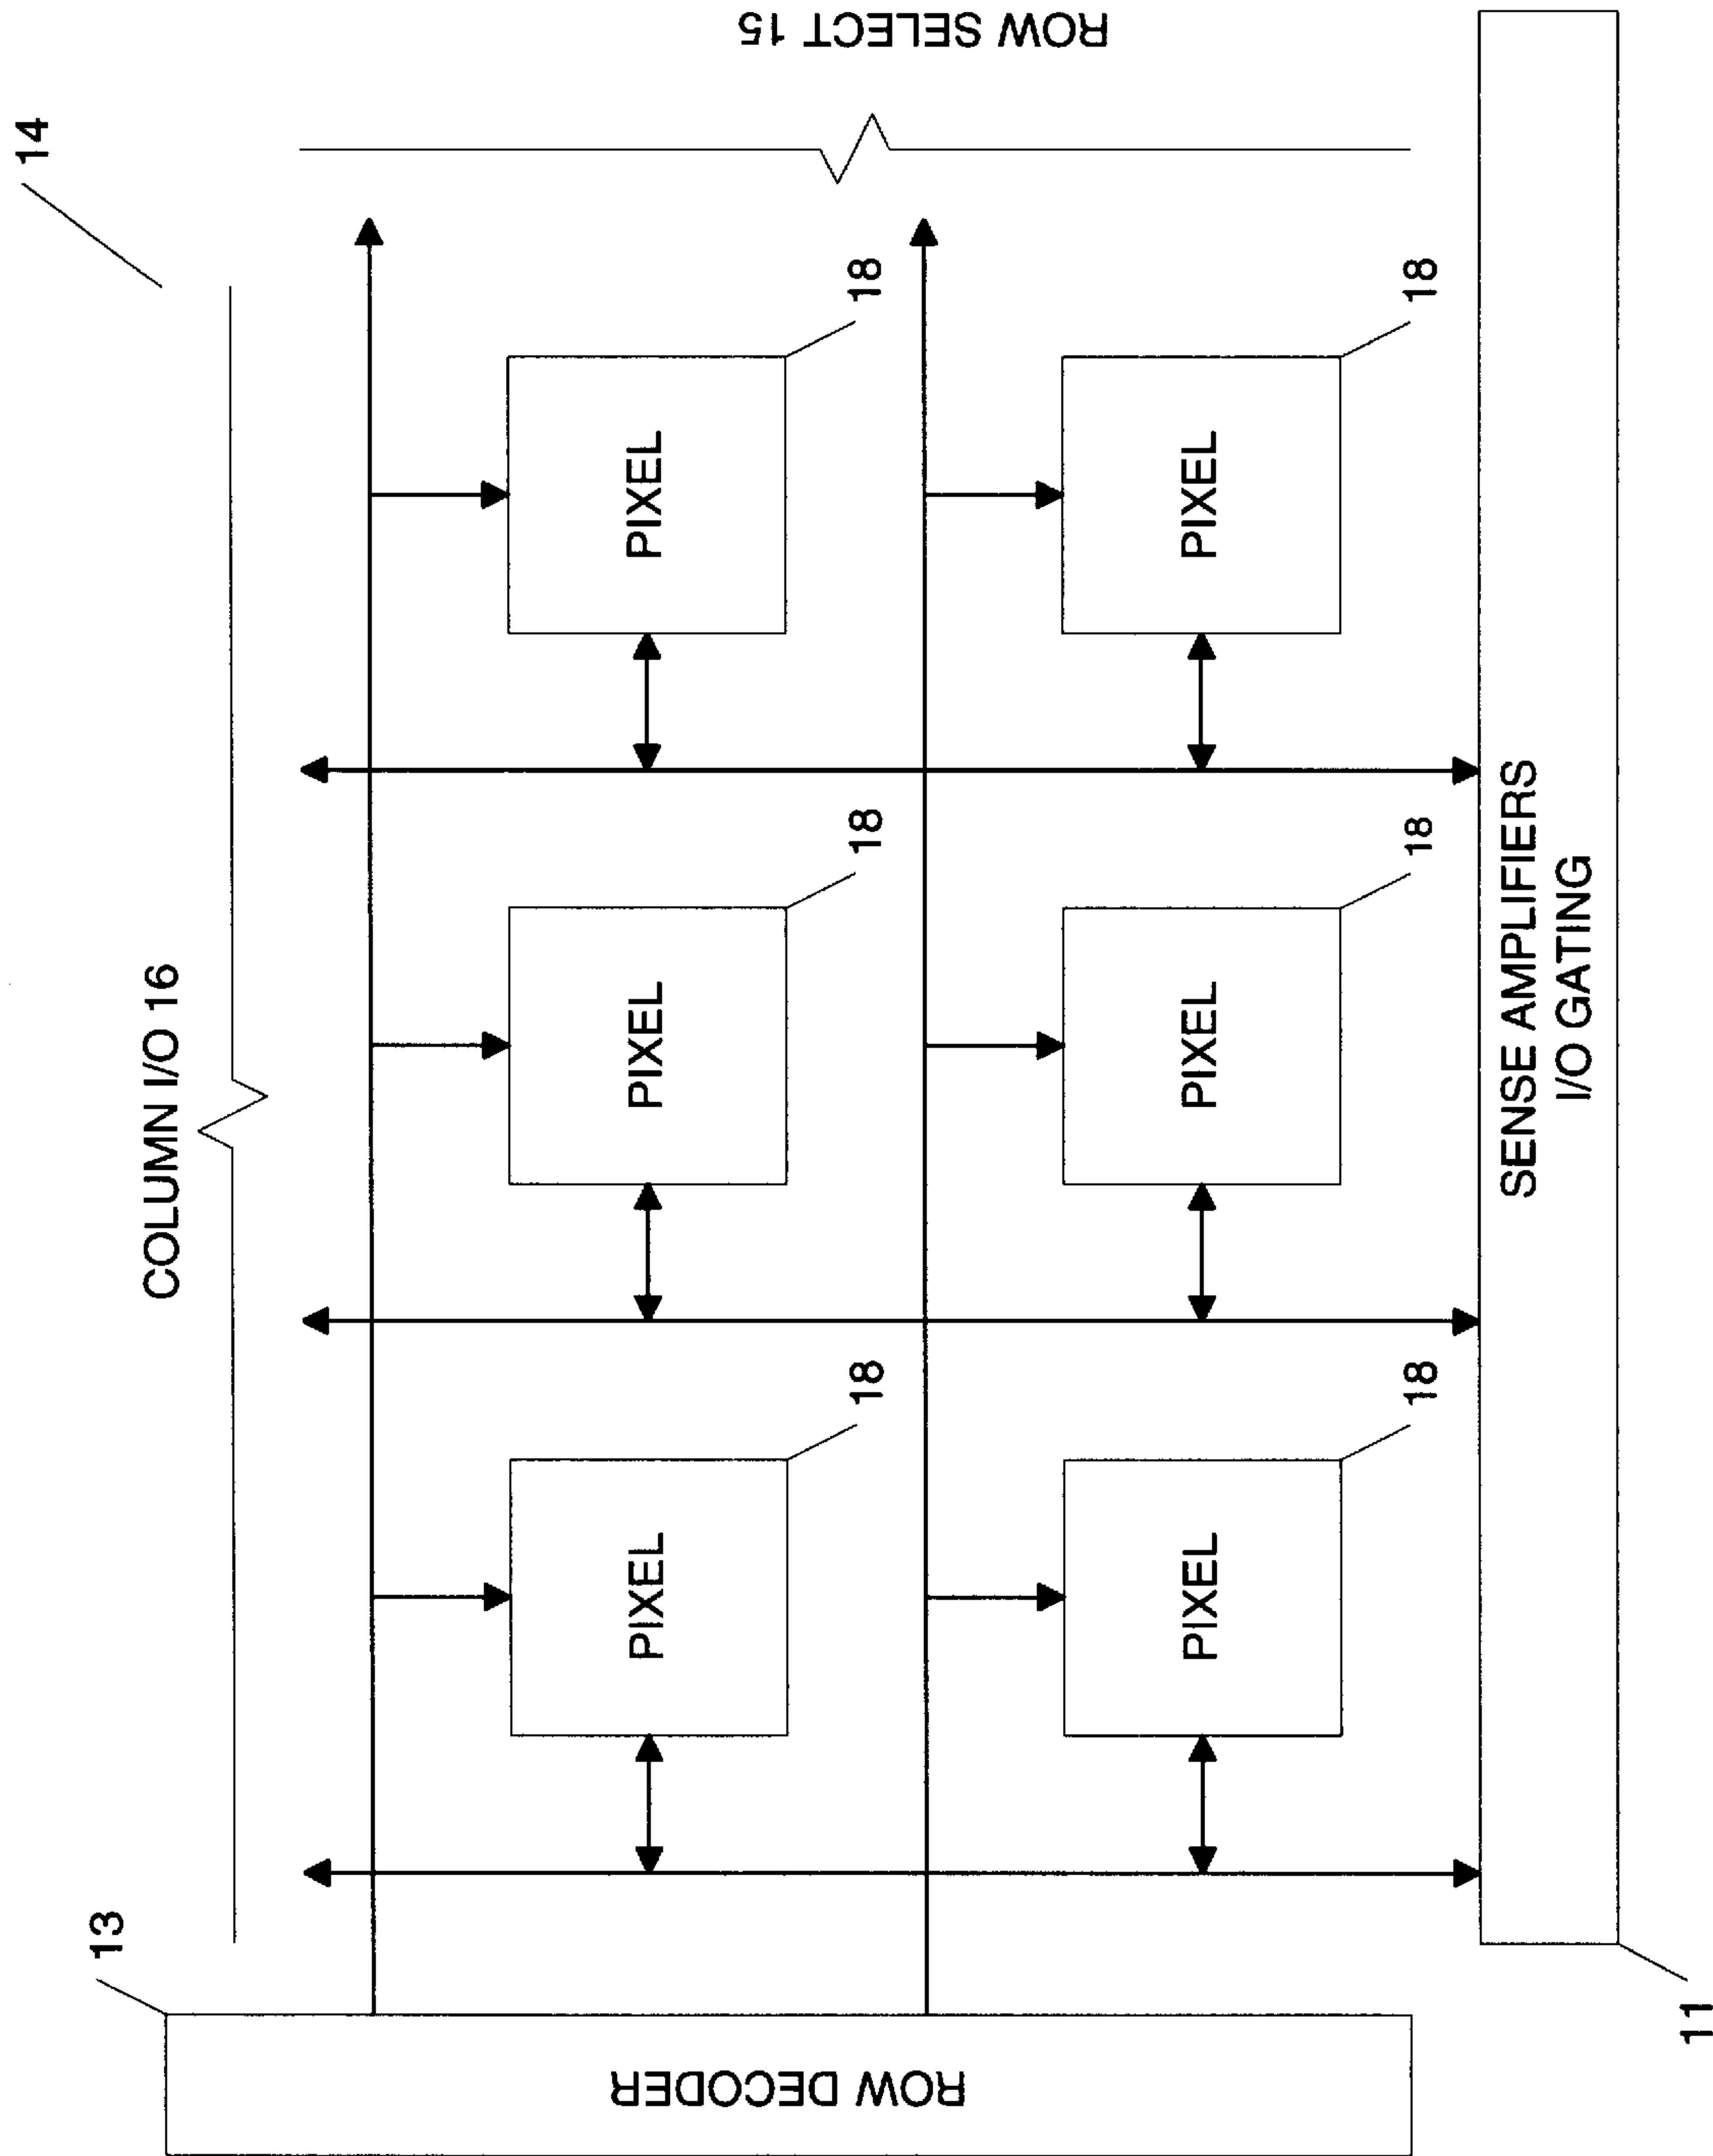 14
COLUMN I/O 16
13
ROW SELECT 15
ROW DECODER
PIXEL
18
PIXEL
18
PIXEL
18
PIXEL
18
PIXEL
18
PIXEL
18
SENSE AMPLIFIERS
I/O GATING
11